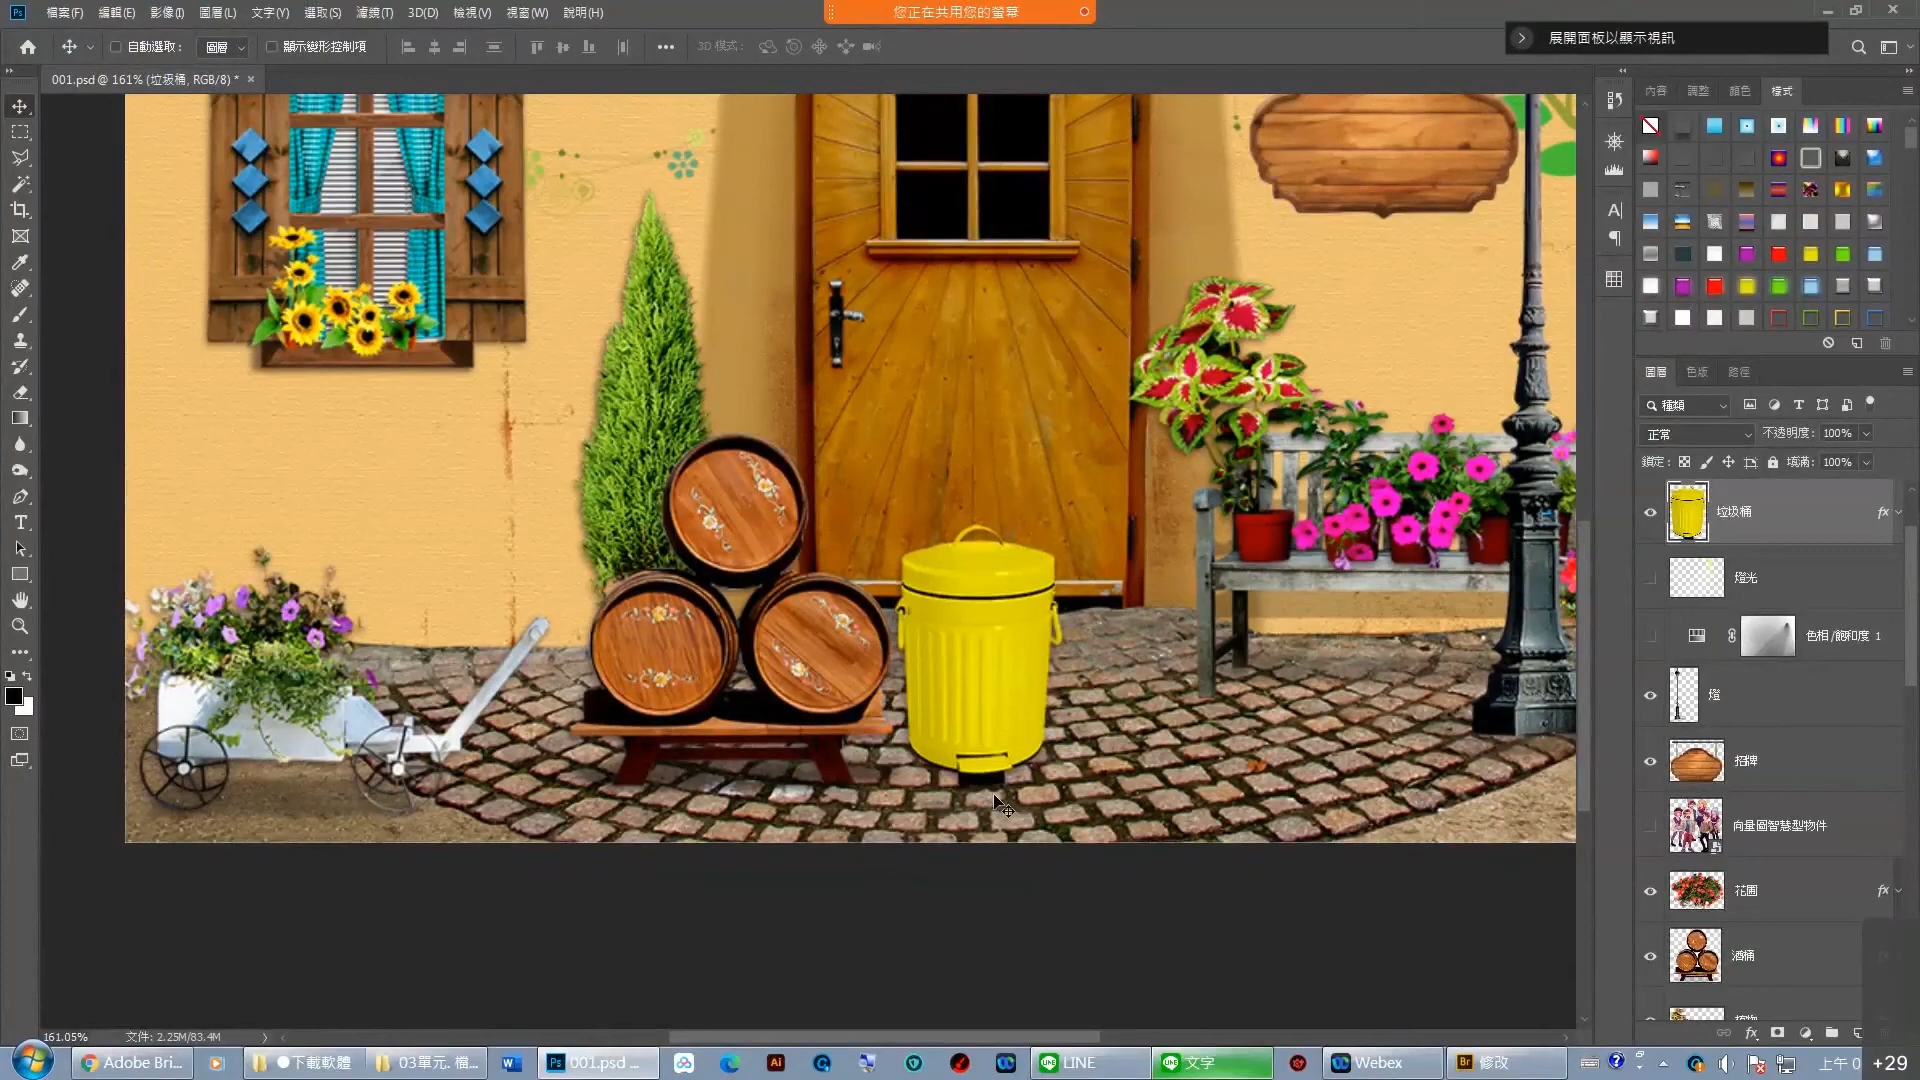 檔案(F) 編輯(E) 影像(I) 圖層(L) 文字(Y) 選取(S) 濾鏡(T) 3D(D) 檢視(V) 視窗(W) 說明(H)
您正在共用您的螢幕
展開面板以顯示視訊
自動選取: 圖層 顯示變形控制項
3D 模式:
001.psd @ 161% (垃圾桶, RGB/8) *
內容 調整 顏色 樣式
圖層 色版 路徑
種類
正常 不透明度: 100%
鎖定: 填滿: 100%
垃圾桶
fx
燈光
色相/飽和度 1
燈
招牌
向量圖智慧型物件
花圃
fx
酒桶
161.05% 文件: 2.25M/83.4M
Adobe Bri...
●下載軟體
03單元. 檔...
001.psd ...
LINE
文字
Webex
修改
上午 0
+29